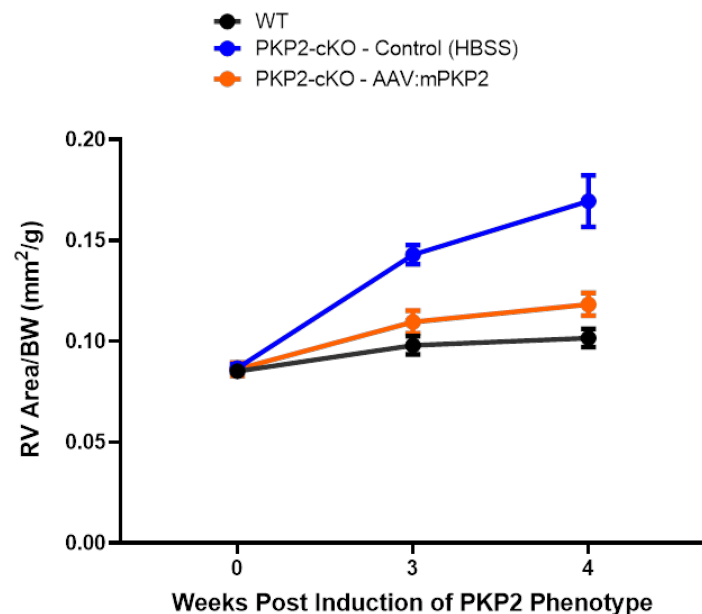 WT
PKP2-cKO - Control (HBSS)
PKP2-cKO - AAV:mPKP2
0.20
0.15
0.10
0.05
0.00
RV Area/BW (mm²/g)
0 3 4
Weeks Post Induction of PKP2 Phenotype